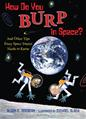 How Do You
BURP
in Space?
And Other Tips
Every Space Tourist
Needs to Know